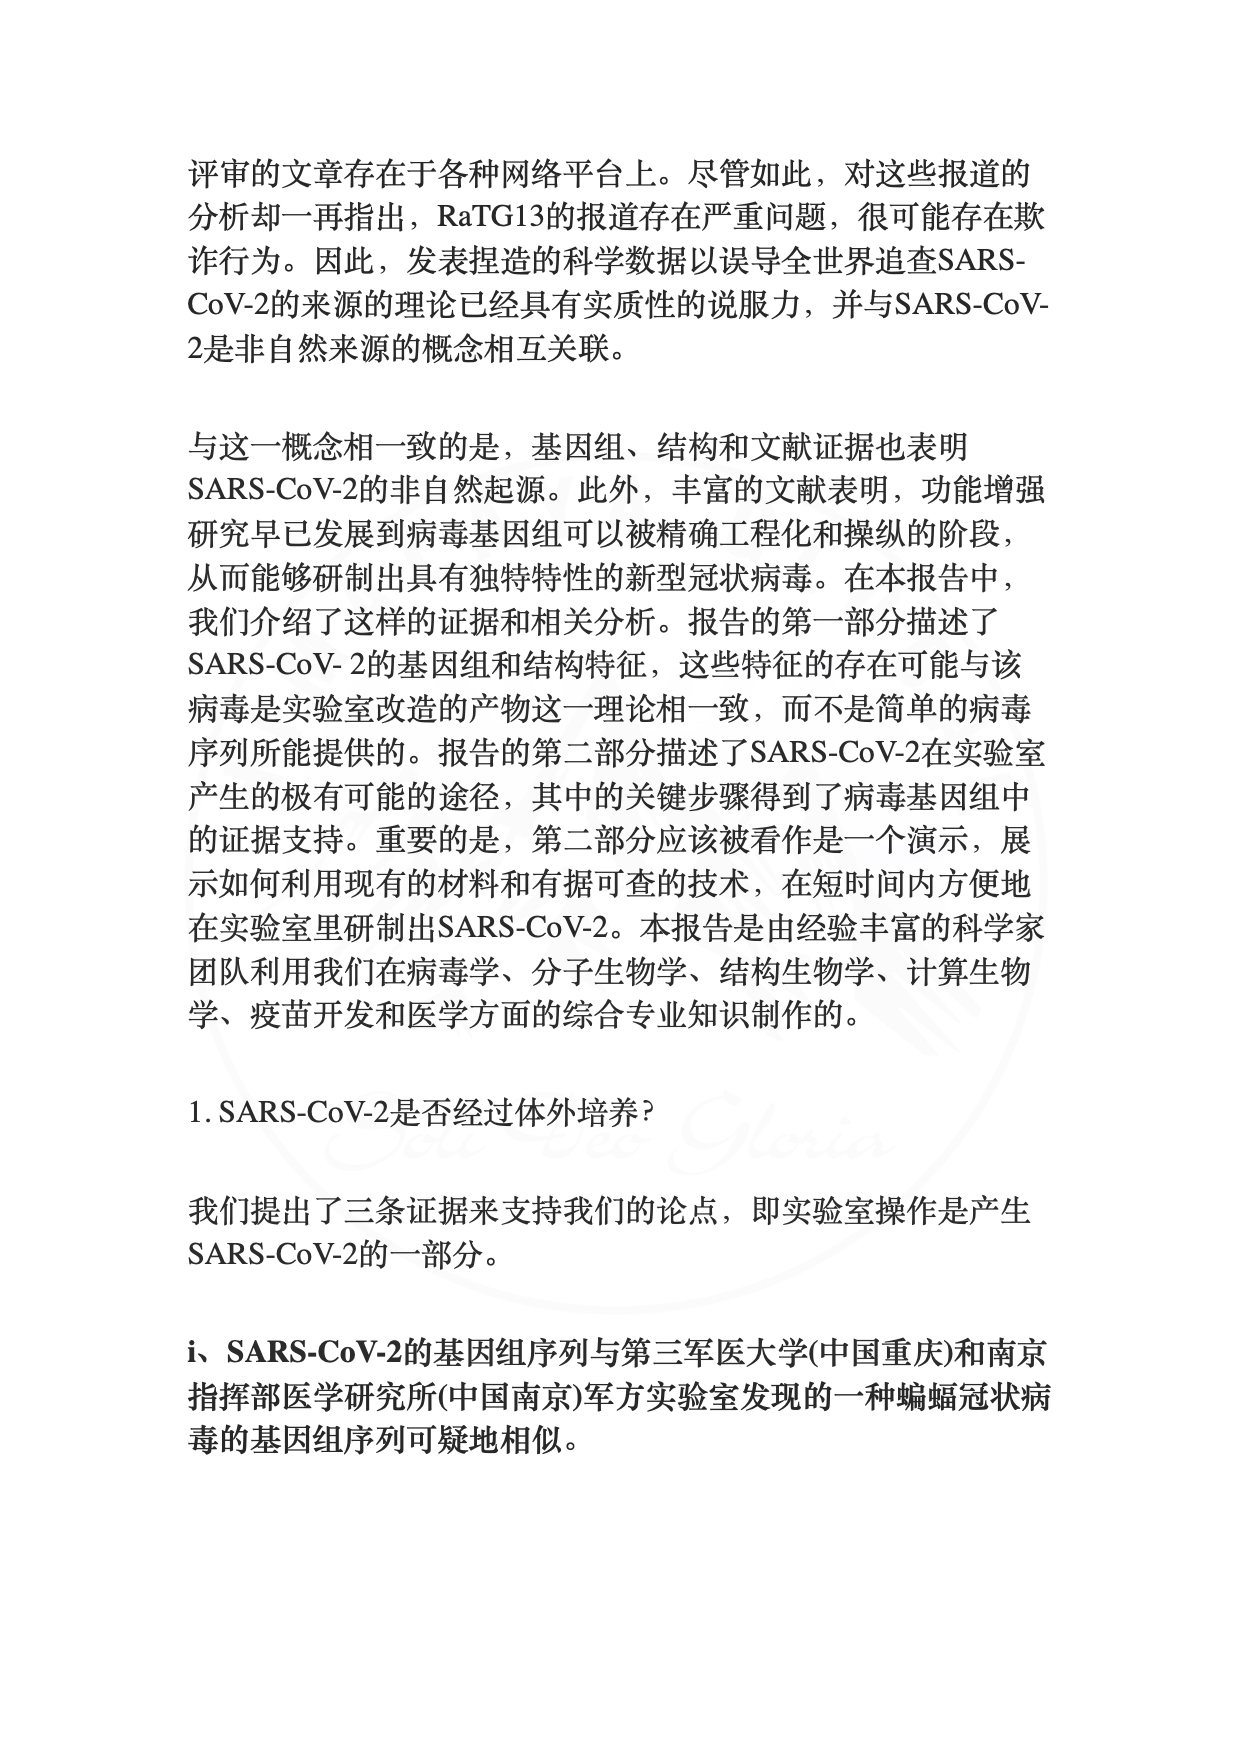 评审的文章存在于各种网络平台上。尽管如此，对这些报道的
分析却一再指出，RaTG13的报道存在严重问题，很可能存在欺
诈行为。因此，发表捏造的科学数据以误导全世界追查SARS-
CoV-2的来源的理论已经具有实质性的说服力，并与SARS-CoV-
2是非自然来源的概念相互关联。
与这一概念相一致的是，基因组、结构和文献证据也表明
SARS-CoV-2的非自然起源。此外，丰富的文献表明，功能增强
研究早已发展到病毒基因组可以被精确工程化和操纵的阶段，
从而能够研制出具有独特特性的新型冠状病毒。在本报告中，
我们介绍了这样的证据和相关分析。报告的第一部分描述了
SARS-CoV- 2的基因组和结构特征，这些特征的存在可能与该
病毒是实验室改造的产物这一理论相一致，而不是简单的病毒
序列所能提供的。报告的第二部分描述了SARS-CoV-2在实验室
产生的极有可能的途径，其中的关键步骤得到了病毒基因组中
的证据支持。重要的是，第二部分应该被看作是一个演示，展
示如何利用现有的材料和有据可查的技术，在短时间内方便地
在实验室里研制出SARS-CoV-2。本报告是由经验丰富的科学家
团队利用我们在病毒学、分子生物学、结构生物学、计算生物
学、疫苗开发和医学方面的综合专业知识制作的。
1. SARS-CoV-2是否经过体外培养?
Soli Deo Gloria
我们提出了三条证据来支持我们的论点，即实验室操作是产生
SARS-CoV-2的一部分。
i、SARS-CoV-2的基因组序列与第三军医大学(中国重庆)和南京
指挥部医学研究所(中国南京)军方实验室发现的一种蝙蝠冠状病
毒的基因组序列可疑地相似。